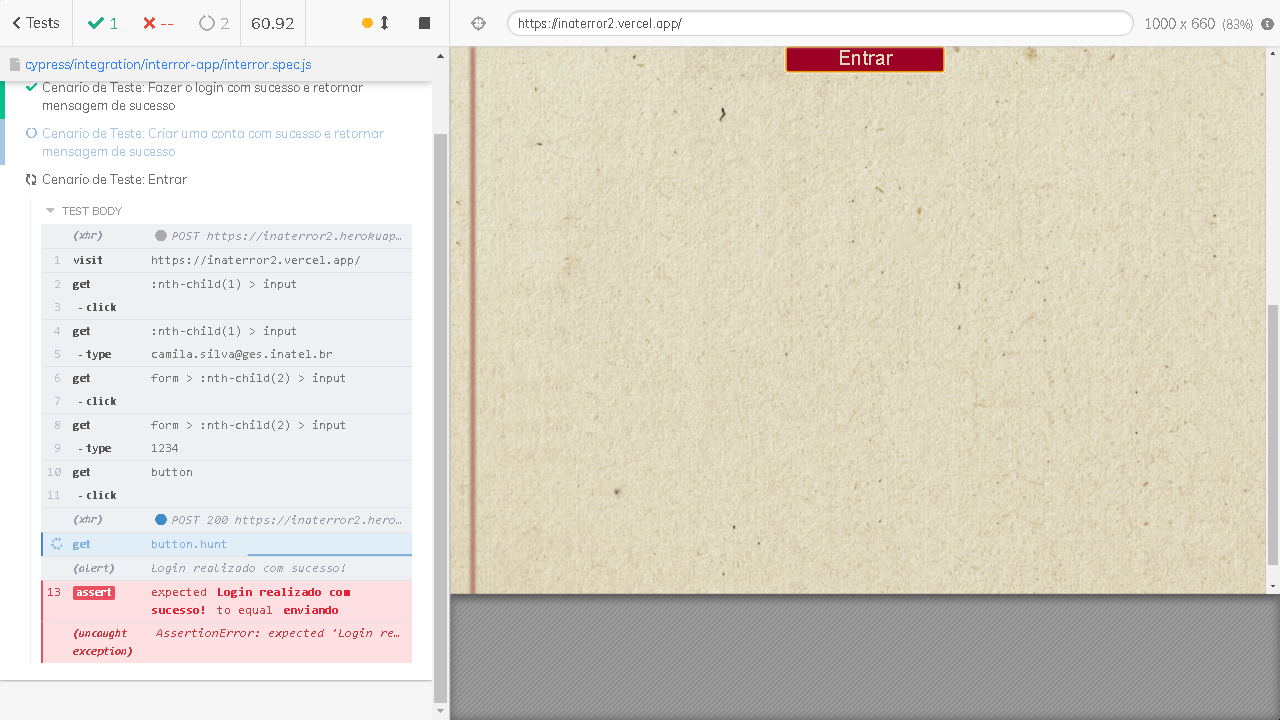 Tests
1
--
2
60.92
https://inaterror2.vercel.app/
1000 x 660 (83%)
cypress/integration/my app/interror.spec.js
Cenario de Teste: Fazer o login com sucesso e retornar
mensagem de sucesso
Cenario de Teste: Criar uma conta com sucesso e retornar
mensagem de sucesso
Cenario de Teste: Entrar
TEST BODY
(xhr) POST https://inaterror2.herokuap...
1 visit https://inaterror2.vercel.app/
2 get :nth-child(1) > input
3 - click
4 get :nth-child(1) > input
5 - type camila.silva@ges.inatel.br
6 get form > :nth-child(2) > input
7 - click
8 get form > :nth-child(2) > input
9 - type 1234
10 get button
11 - click
(xhr) POST 200 https://inaterror2.hero...
get button.hunt
(alert) Login realizado com sucesso!
13 assert expected Login realizado com
sucesso! to equal enviando
(uncaught AssertionError: expected 'Login re...
exception)
Entrar